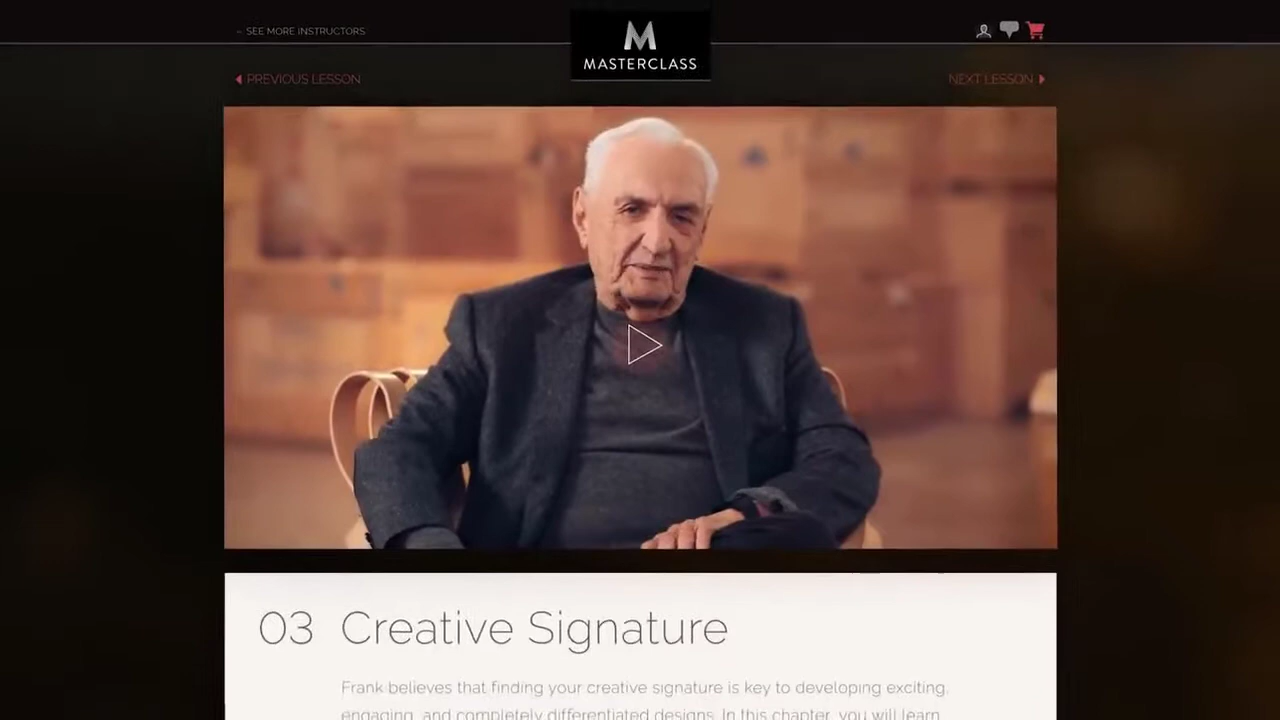 ← SEE MORE INSTRUCTORS
M
MASTERCLASS
PREVIOUS LESSON
NEXT LESSON
03 Creative Signature
Frank believes that finding your creative signature is key to developing exciting,
engaging, and completely differentiated designs. In this chapter, you will learn